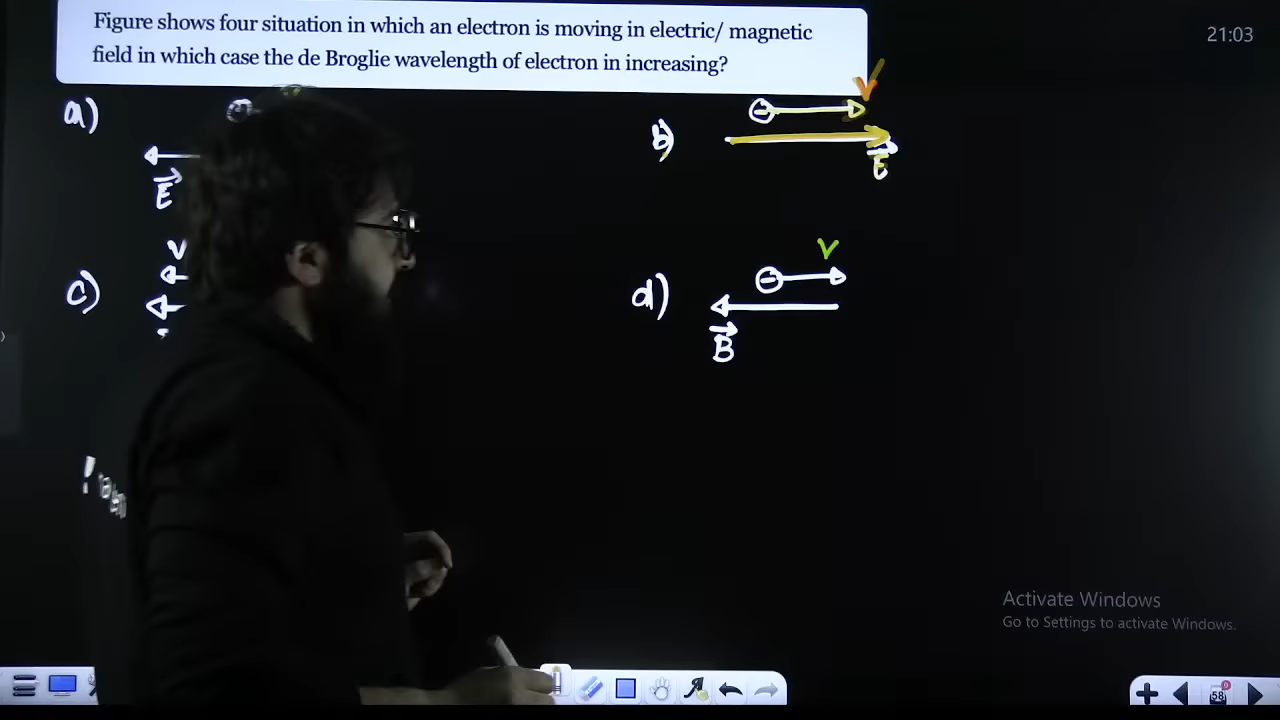 Figure shows four situation in which an electron is moving in electric/ magnetic
field in which case the de Broglie wavelength of electron in increasing?
21:03
a)
E
b)
V
E
c)
V
d)
V
B
Activate Windows
Go to Settings to activate Windows.
58